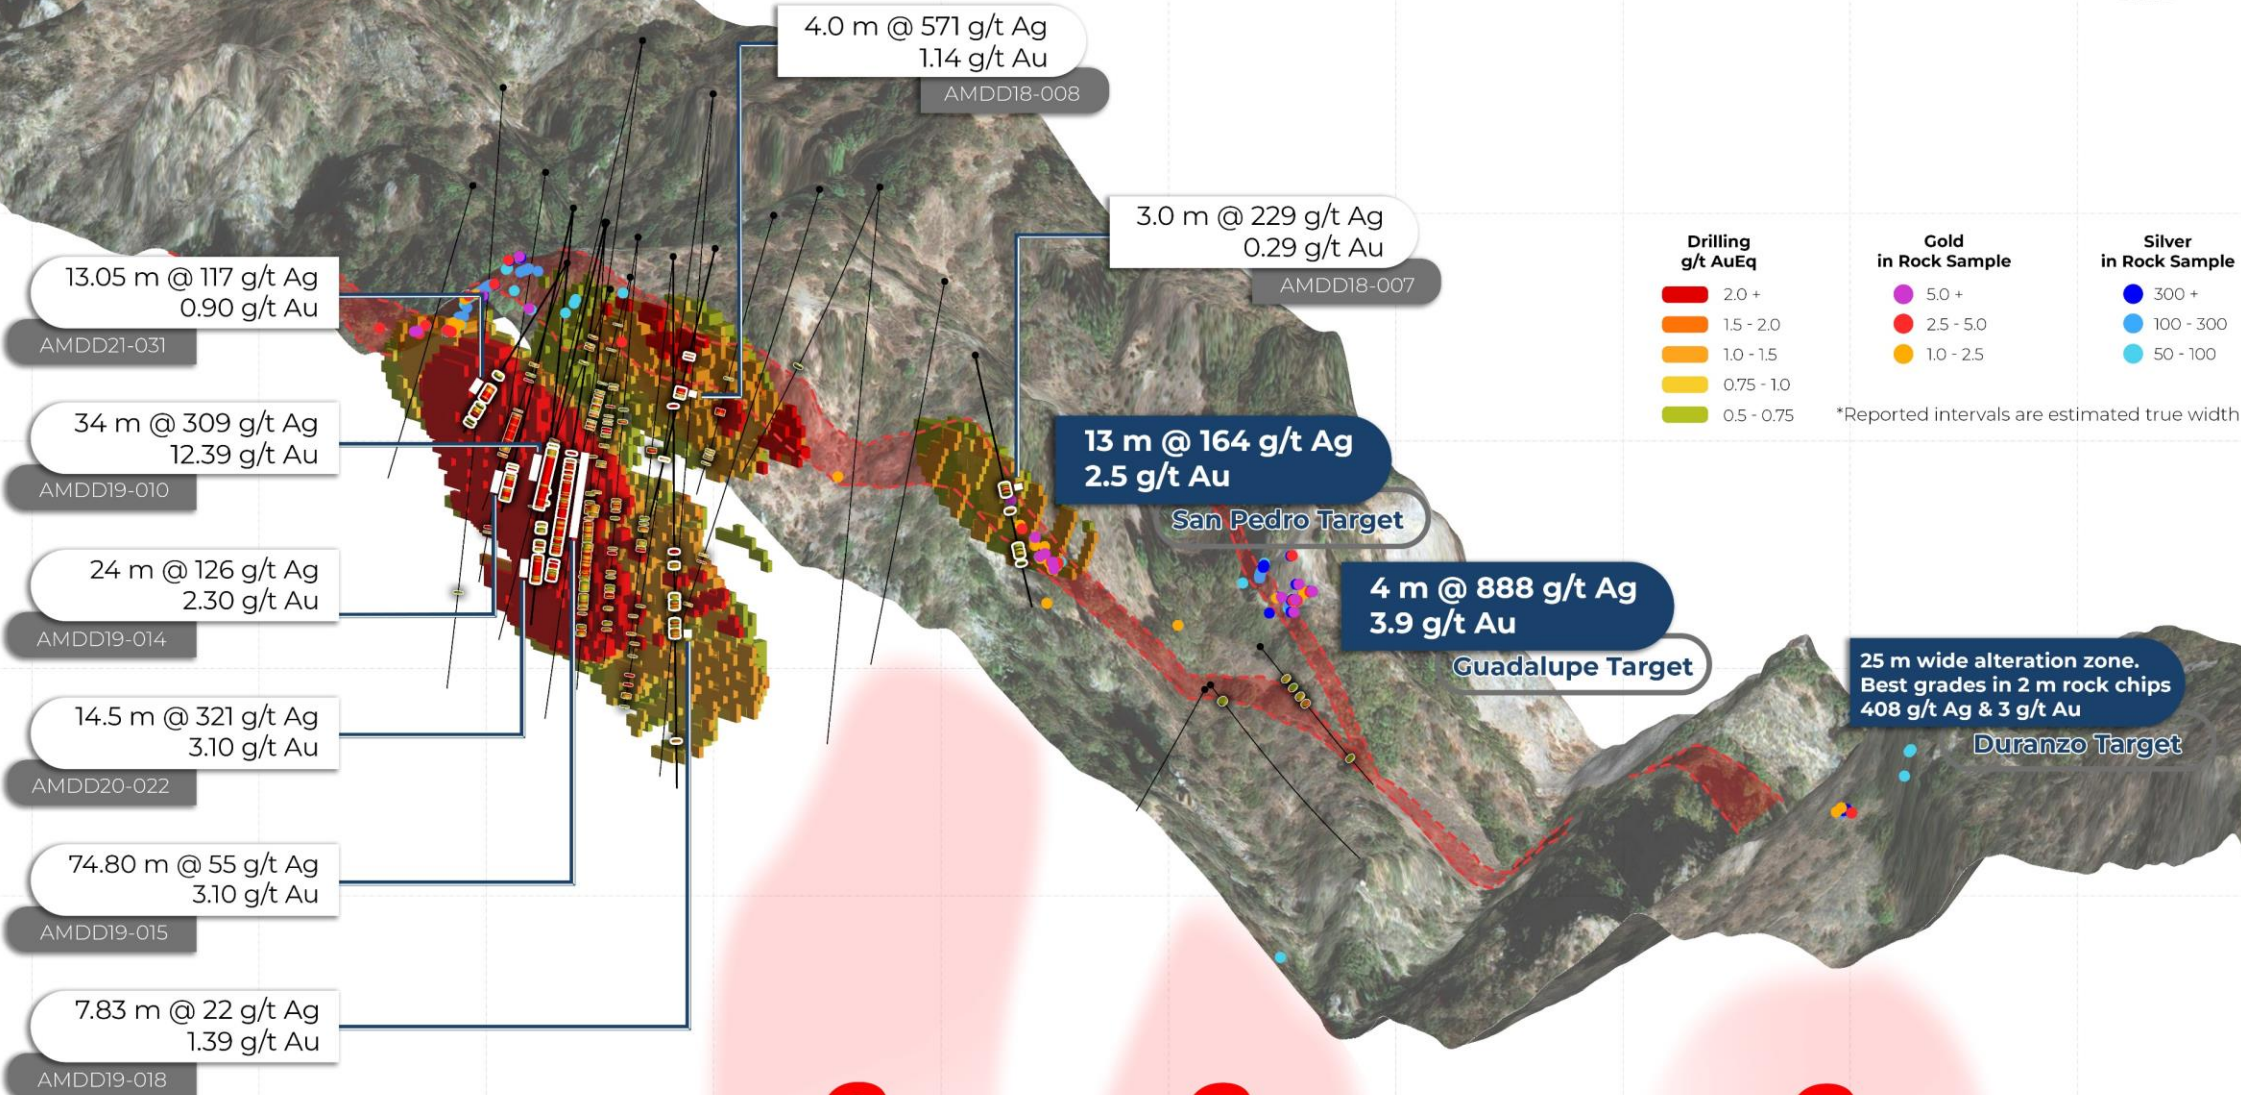 4.0 m @ 571 g/t Ag
1.14 g/t Au
AMDD18-008
3.0 m @ 229 g/t Ag
0.29 g/t Au
AMDD18-007
13.05 m @ 117 g/t Ag
0.90 g/t Au
AMDD21-031
34 m @ 309 g/t Ag
12.39 g/t Au
AMDD19-010
24 m @ 126 g/t Ag
2.30 g/t Au
AMDD19-014
14.5 m @ 321 g/t Ag
3.10 g/t Au
AMDD20-022
74.80 m @ 55 g/t Ag
3.10 g/t Au
AMDD19-015
7.83 m @ 22 g/t Ag
1.39 g/t Au
AMDD19-018
13 m @ 164 g/t Ag
2.5 g/t Au
San Pedro Target
4 m @ 888 g/t Ag
3.9 g/t Au
Guadalupe Target
25 m wide alteration zone.
Best grades in 2 m rock chips
408 g/t Ag & 3 g/t Au
Duranzo Target
Drilling
g/t AuEq
2.0 +
1.5 - 2.0
1.0 - 1.5
0.75 - 1.0
0.5 - 0.75
Gold
in Rock Sample
5.0 +
2.5 - 5.0
1.0 - 2.5
Silver
in Rock Sample
300 +
100 - 300
50 - 100
*Reported intervals are estimated true width